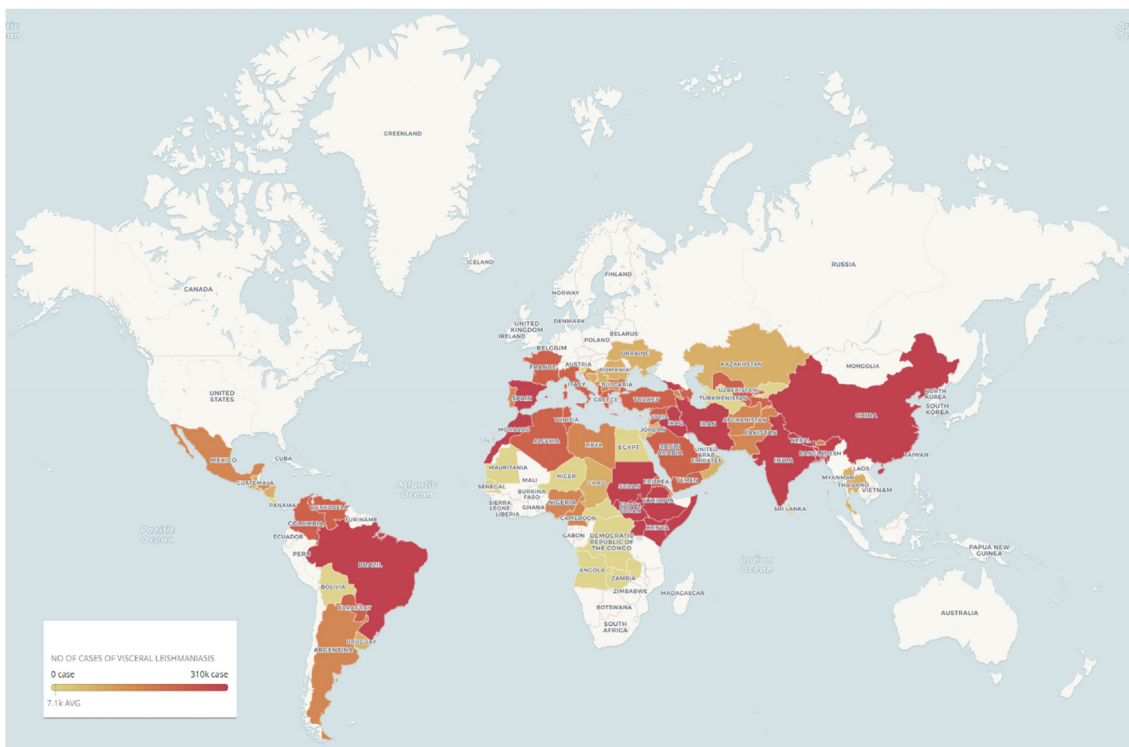 GREENLAND
ICELAND
FINLAND
RUSSIA
NORWAY
CANADA
UNITED
KINGDOM
DENMARK
IRELAND
BELARUS
POLAND
BELGIUM
UKRAINE
AUSTRIA
FRANCE
ROMANIA
KAZAKHSTAN
MONGOLIA
ITALY
BULGARIA
UZBEKISTAN
NORTH
KOREA
UNITED
STATES
SPAIN
GREECE
TURKEY
TURKMENISTAN
SOUTH
KOREA
CHINA
TUNISIA
SYRIA
IRAQ
IRAN
AFGHANISTAN
MOROCCO
ALGERIA
LIBYA
JORDAN
EGYPT
PAKISTAN
NEPAL
SAUDI
ARABIA
UNITED
ARAB
EMIRATES
BANGLADESH
TAIWAN
INDIA
MEXICO
CUBA
MAURITANIA
MALI
NIGER
CHAD
SUDAN
ERITREA
YEMEN
MYANMAR
LAOS
THAILAND
VIETNAM
GUATEMALA
Atlantic
Ocean
SENEGAL
BURKINA
FASO
NIGERIA
SOUTH
SUDAN
ETHIOPIA
SRI LANKA
PANAMA
VENEZUELA
SIERRA
LEONE
LIBERIA
GHANA
CAMEROON
COLOMBIA
SURINAME
Pacific
Ocean
ECUADOR
GABON
DEMOCRATIC
REPUBLIC OF
THE CONGO
KENYA
Indian
Ocean
PAPUA NEW
GUINEA
PERU
BRAZIL
ANGOLA
ZAMBIA
BOLIVIA
ZIMBABWE
MADAGASCAR
PARAGUAY
BOTSWANA
AUSTRALIA
SOUTH
AFRICA
URUGUAY
ARGENTINA
NO OF CASES OF VISCERAL LEISHMANIASIS
0 case 310k case
7.1k AVG